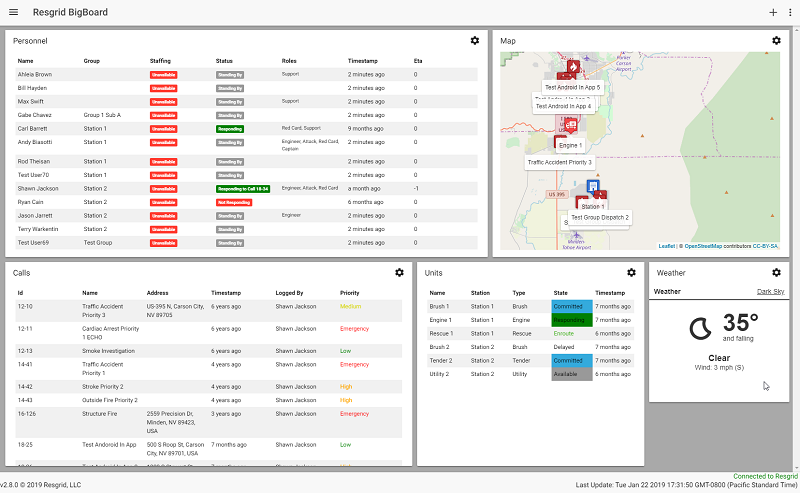 Resgrid BigBoard
Personnel
Name Group Staffing Status Roles Timestamp Eta
Ahleia Brown Unavailable Standing By Support 2 minutes ago 0
Bill Hayden Unavailable Standing By 2 minutes ago 0
Max Swift Unavailable Standing By Support 2 minutes ago 0
Gabe Chavez Group 1 Sub A Unavailable Standing By 2 minutes ago 0
Carl Barrett Station 1 Unavailable Responding Red Card, Support 9 months ago 0
Andy Biasotti Station 1 Unavailable Standing By Engineer, Attack, Red Card, 2 minutes ago 0
Captain
Rod Theisan Station 1 Unavailable Standing By 2 minutes ago 0
Test User70 Station 1 Unavailable Standing By 2 minutes ago 0
Shawn Jackson Station 2 Unavailable Responding to Call 18-34 Engineer, Attack, Red Card a month ago -1
Ryan Cain Station 2 Unavailable Not Responding 6 months ago 0
Jason Jarrett Station 2 Unavailable Standing By Engineer 2 minutes ago 0
Terry Warkentin Station 2 Unavailable Standing By 2 minutes ago 0
Test User69 Test Group Unavailable Standing By 2 minutes ago 0
Map
Parker
Carson
Airport
Test Android In App 5
Test Android In App 4
Engine 1
Traffic Accident Priority 3
US 395
Station 1
Test Group Dispatch 2
Minden-
Tahoe Airport
Leaflet | © OpenStreetMap contributors CC-BY-SA,
Calls
Id Name Address Timestamp Logged By Priority
12-10 Traffic Accident US-395 N, Carson City, 6 years ago Shawn Jackson Medium
Priority 3 NV 89705
12-11 Cardiac Arrest Priority 6 years ago Shawn Jackson Emergency
1 ECHO
12-13 Smoke Investigation 6 years ago Shawn Jackson Low
14-41 Traffic Accident 4 years ago Shawn Jackson Emergency
Priority 1
14-42 Stroke Priority 2 4 years ago Shawn Jackson High
14-43 Outside Fire Priority 2 4 years ago Shawn Jackson High
16-126 Structure Fire 2559 Precision Dr, 3 years ago Shawn Jackson Emergency
Minden, NV 89423,
USA
18-25 Test Andoroid In App 500 S Roop St, Carson 7 months ago Shawn Jackson Low
City, NV 89701, USA
Units
Name Station Type State Timestamp
Brush 1 Station 1 Brush Committed 7 months ago
Engine 1 Station 1 Engine Responding 7 months ago
Rescue 1 Station 1 Rescue Enroute 6 months ago
Brush 2 Station 2 Brush Delayed 7 months ago
Tender 2 Station 2 Tender Committed 7 months ago
Utility 2 Station 2 Utility Available 7 months ago
Weather
Weather Dark Sky
35°
and falling
Clear
Wind: 3 mph (S)
Connected to Resgrid
v2.8.0 © 2019 Resgrid, LLC Last Update: Tue Jan 22 2019 17:31:50 GMT-0800 (Pacific Standard Time)